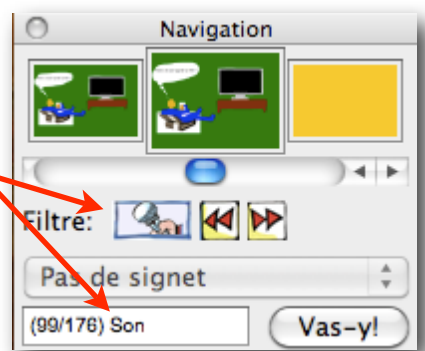 Navigation
Filtre:
Pas de signet
(99/176) Son
Vas-y!